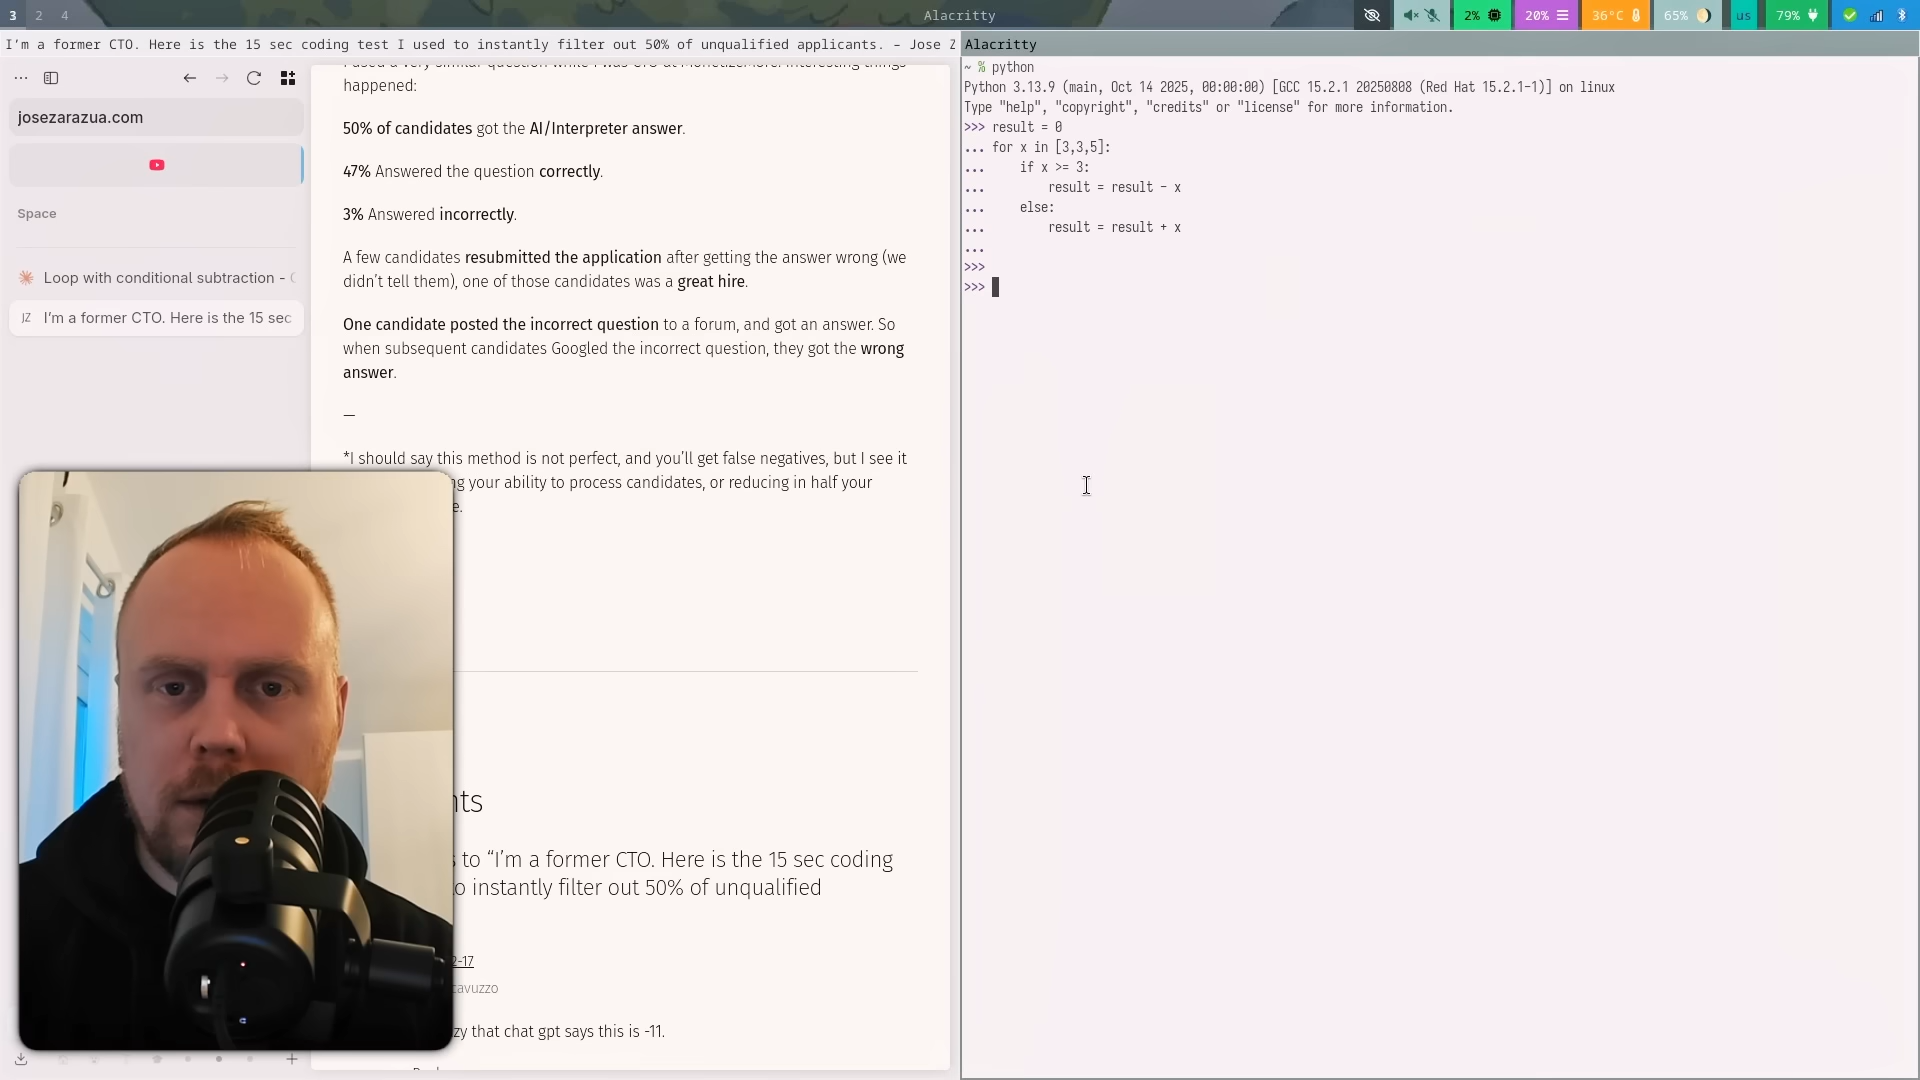 3 2 4
Alacritty
2%
20%
36°C
65%
us
79%
I'm a former CTO. Here is the 15 sec coding test I used to instantly filter out 50% of unqualified applicants. – Jose Z
josezarazua.com
Space
Loop with conditional subtraction - C
JZ I'm a former CTO. Here is the 15 sec
happened:
50% of candidates got the AI/Interpreter answer.
47% Answered the question correctly.
3% Answered incorrectly.
A few candidates resubmitted the application after getting the answer wrong (we
didn't tell them), one of those candidates was a great hire.
One candidate posted the incorrect question to a forum, and got an answer. So
when subsequent candidates Googled the incorrect question, they got the wrong
answer.
—
*I should say this method is not perfect, and you'll get false negatives, but I see it
your ability to process candidates, or reducing in half your
to “I'm a former CTO. Here is the 15 sec coding
instantly filter out 50% of unqualified
that chat gpt says this is -11.
Alacritty
~ % python
Python 3.13.9 (main, Oct 14 2025, 00:00:00) [GCC 15.2.1 20250808 (Red Hat 15.2.1-1)] on linux
Type "help", "copyright", "credits" or "license" for more information.
>>> result = 0
... for x in [3,3,5]:
...     if x >= 3:
...         result = result - x
...     else:
...         result = result + x
...
>>>
>>>